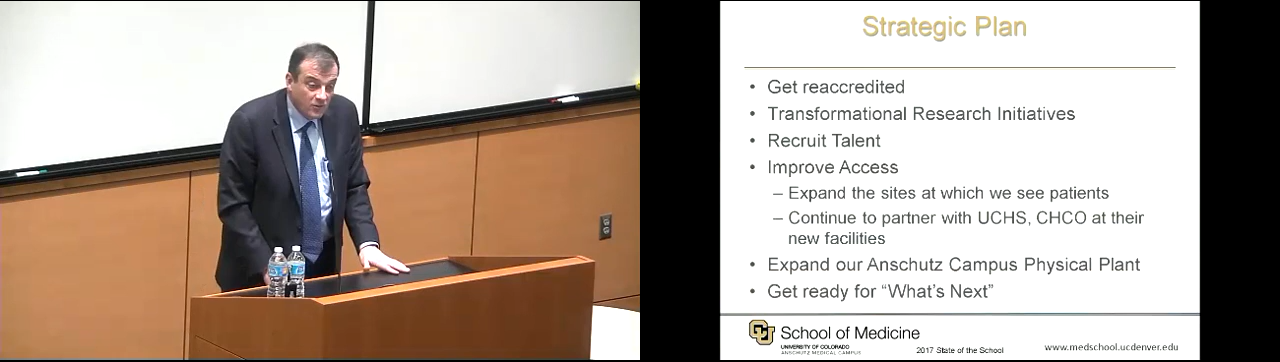 Strategic Plan
• Get reaccredited
• Transformational Research Initiatives
• Recruit Talent
• Improve Access
– Expand the sites at which we see patients
– Continue to partner with UCHS, CHCO at their
new facilities
• Expand our Anschutz Campus Physical Plant
• Get ready for “What’s Next”
CU School of Medicine
UNIVERSITY OF COLORADO
ANSCHUTZ MEDICAL CAMPUS
2017 State of the School
www.medschool.ucdenver.edu